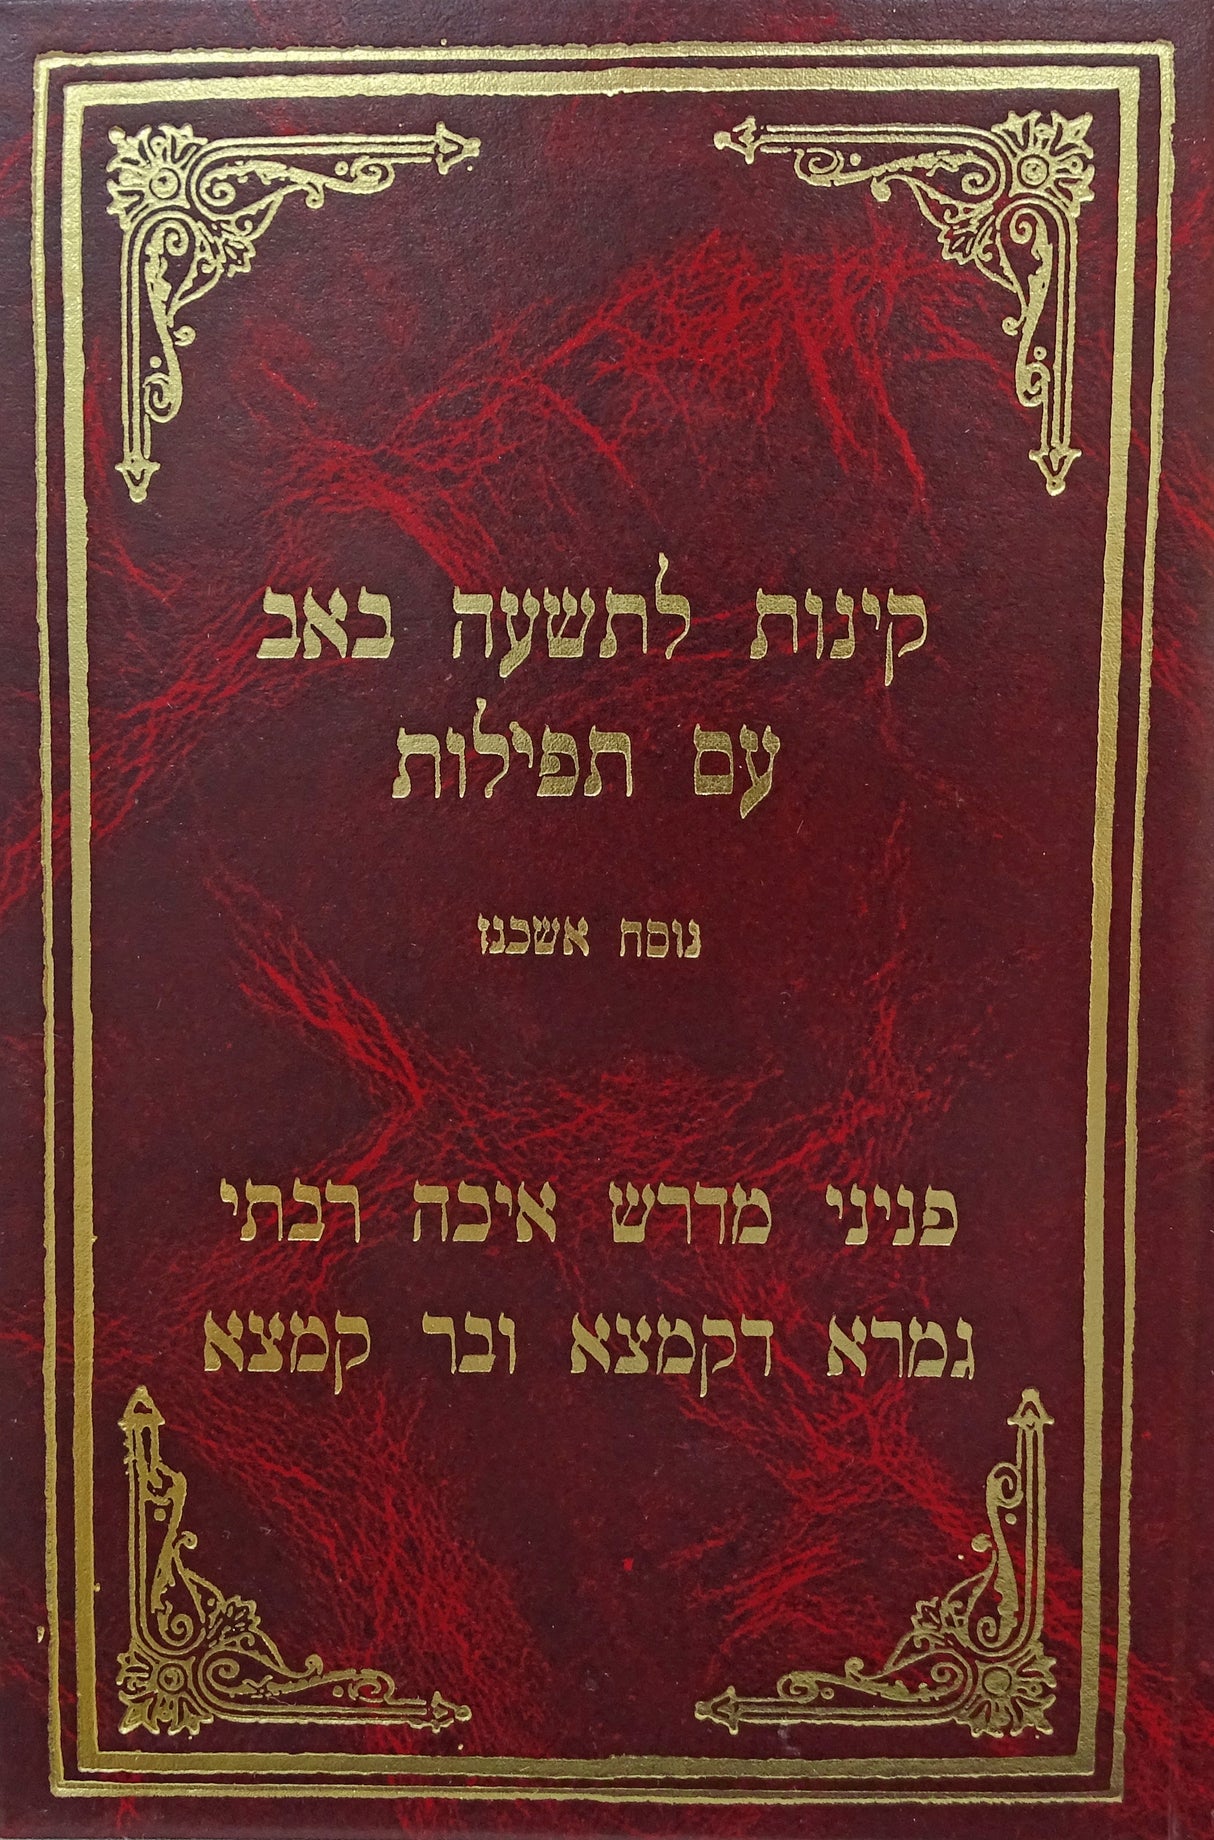 קינות לתשעה באב
עם תפילות
נוסח אשכנז
פניני מדרש איכה רבתי
גמרא דקמצא ובר קמצא